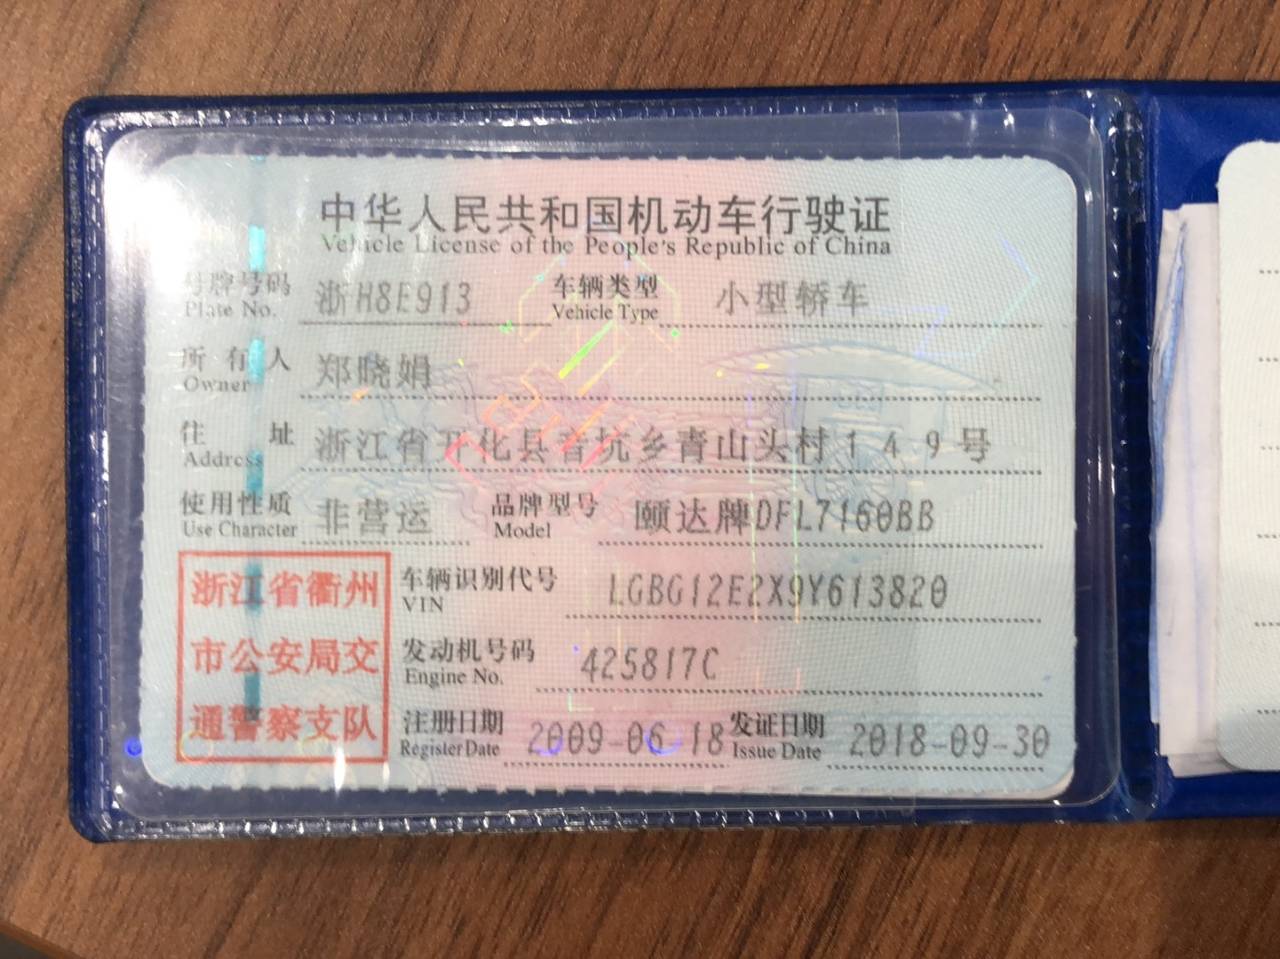 中华人民共和国机动车行驶证
Vehicle License of the People's Republic of China
号牌号码 浙H8E913 车辆类型 小型轿车
Plate No. Vehicle Type
所有人 郑晓娟
Owner
住址 浙江省开化县音坑乡青山头村149号
Address
使用性质 非营运 品牌型号 颐达牌DFL7160BB
Use Character Model
浙江省衢州
市公安局交
通警察支队
车辆识别代号 LGBG12E2X9Y613820
VIN
发动机号码 425817C
Engine No.
注册日期 2009-06-18 发证日期 2018-09-30
Register Date Issue Date